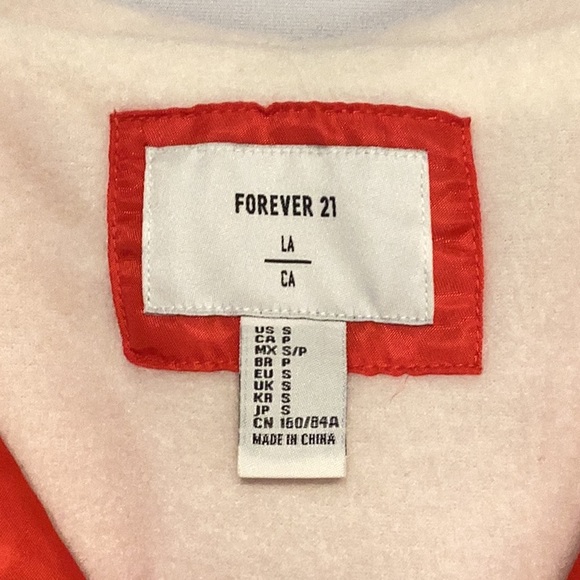 FOREVER 21
LA
CA
US S
CA P
MX S/P
BR P
EU S
UK S
KR S
JP S
CN 160/84A
MADE IN CHINA